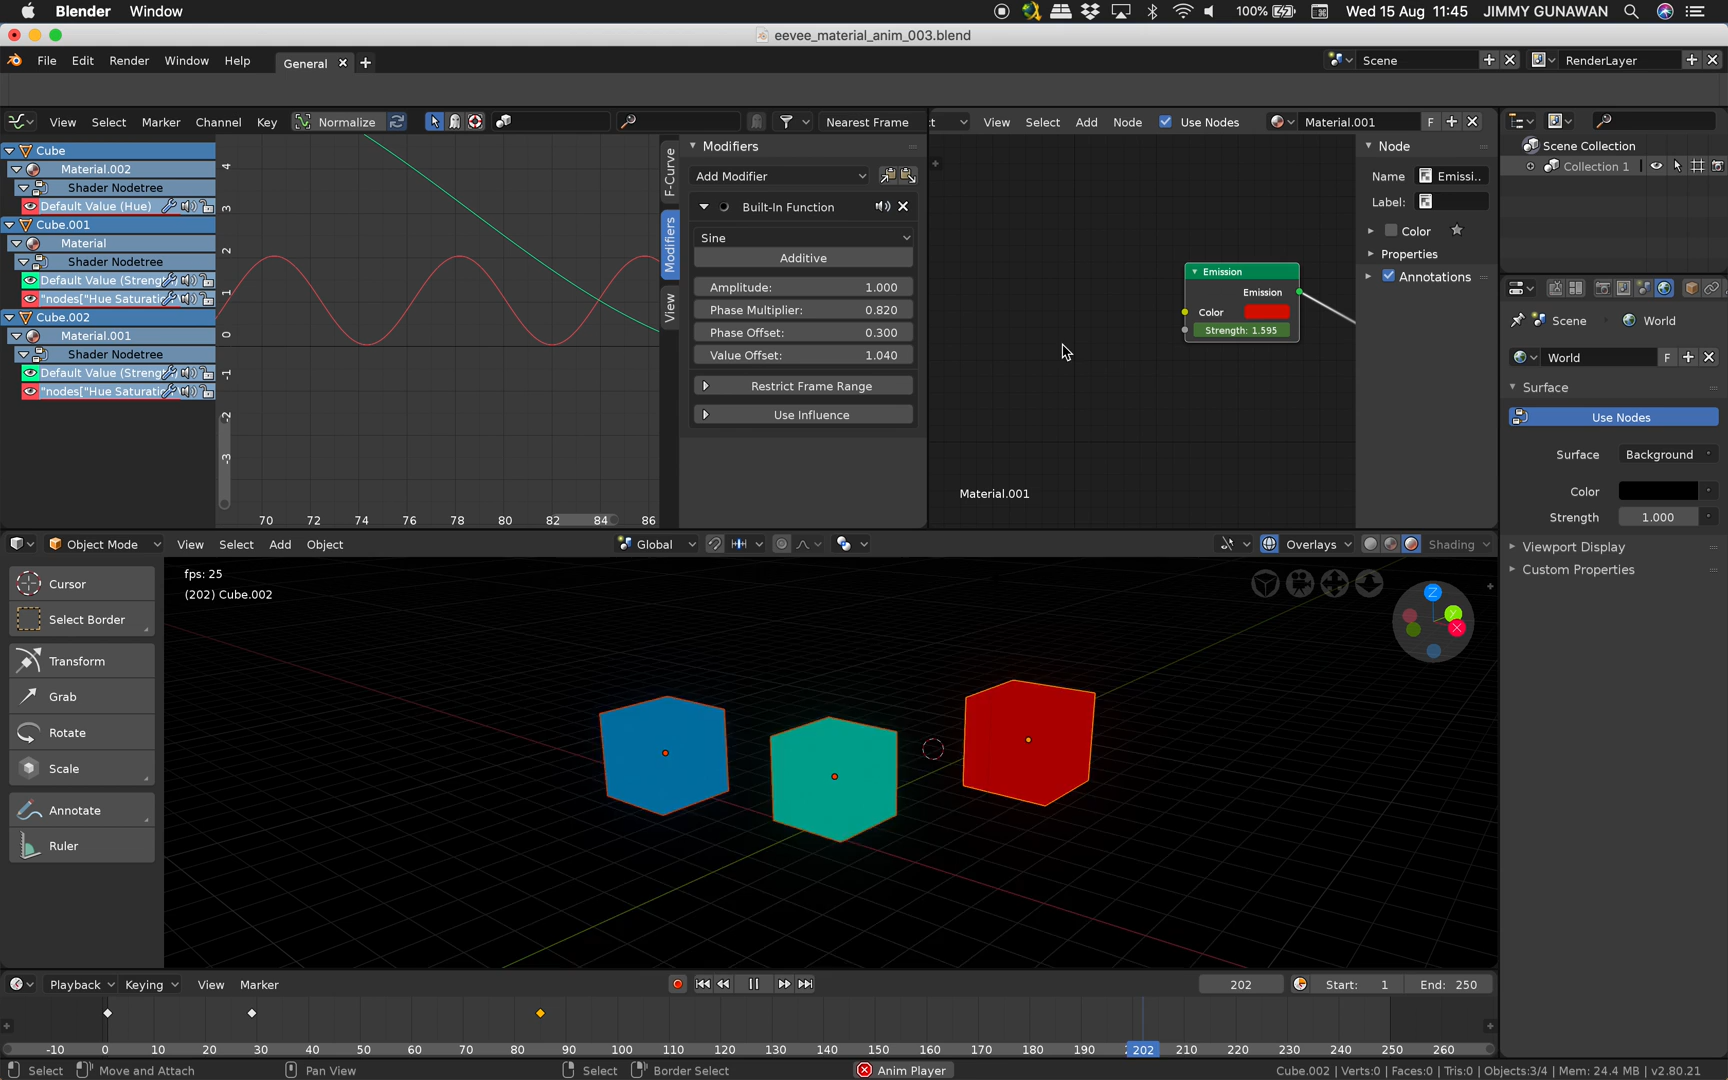 Blender Window 100% Wed 15 Aug 11:45 JIMMY GUNAWAN
eevee_material_anim_003.blend
File Edit Render Window Help General Scene RenderLayer
View Select Marker Channel Key Normalize Nearest Frame
View Select Add Node Use Nodes Material.001 F
Cube
Material.002
Shader Nodetree
Default Value (Hue)
Cube.001
Material
Shader Nodetree
Default Value (Streng
"nodes["Hue Saturati
Cube.002
Material.001
Shader Nodetree
Default Value (Streng
"nodes["Hue Saturati
4
3
2
1
0
-1
-2
-3
70 72 74 76 78 80 82 84 86
F-Curve
Modifiers
View
Modifiers
Add Modifier
Built-In Function
Sine
Additive
Amplitude: 1.000
Phase Multiplier: 0.820
Phase Offset: 0.300
Value Offset: 1.040
Restrict Frame Range
Use Influence
Emission
Emission
Color
Strength: 1.595
Material.001
Node
Name Emissi..
Label:
Color
Properties
Annotations
Scene Collection
Collection 1
Scene World
World F
Surface
Use Nodes
Surface Background
Color
Strength 1.000
Viewport Display
Custom Properties
Object Mode View Select Add Object Global Overlays Shading
Cursor
Select Border
Transform
Grab
Rotate
Scale
Annotate
Ruler
fps: 25
(202) Cube.002
Z
Y
X
Playback Keying View Marker 202 Start: 1 End: 250
-10 0 10 20 30 40 50 60 70 80 90 100 110 120 130 140 150 160 170 180 190 202 210 220 230 240 250 260
Select Move and Attach Pan View Select Border Select Anim Player Cube.002 | Verts:0 | Faces:0 | Tris:0 | Objects:3/4 | Mem: 24.4 MB | v2.80.21